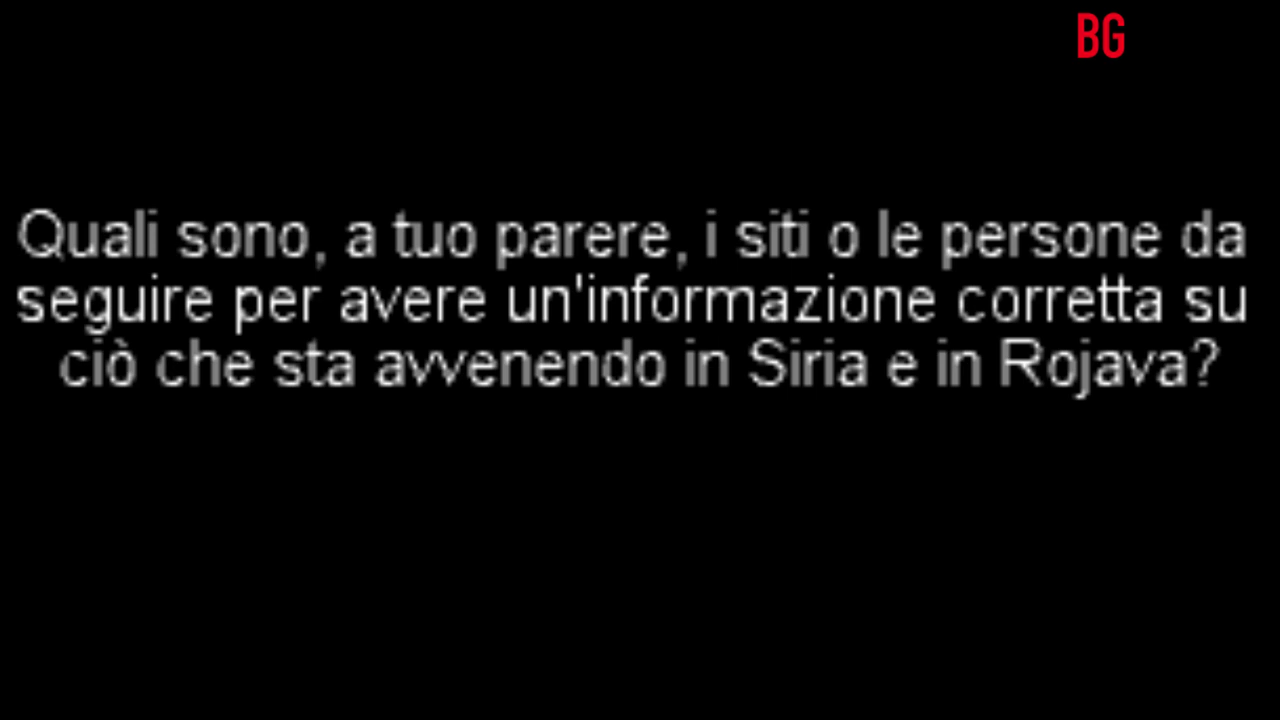 BG
Quali sono, a tuo parere, i siti o le persone da
seguire per avere un'informazione corretta su
ciò che sta avvenendo in Siria e in Rojava?